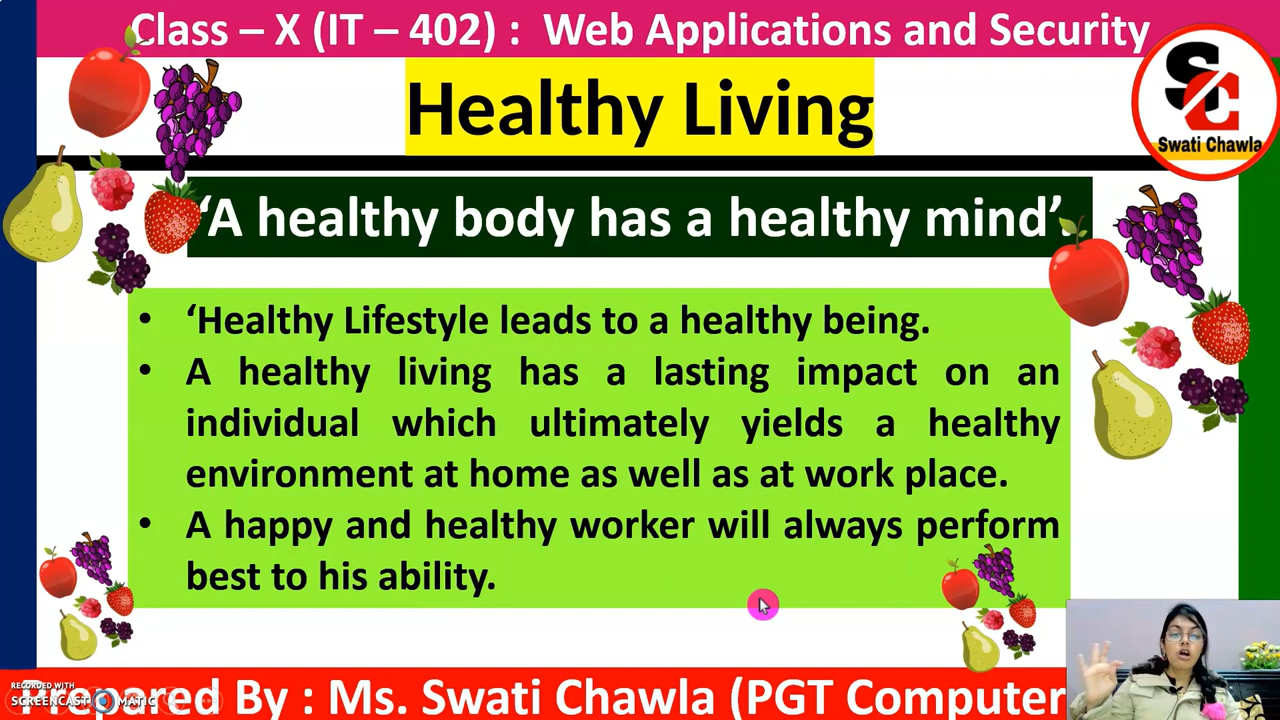 Class – X (IT – 402) : Web Applications and Security
Healthy Living
SC
Swati Chawla
‘A healthy body has a healthy mind’.
• ‘Healthy Lifestyle leads to a healthy being.
• A healthy living has a lasting impact on an
individual which ultimately yields a healthy
environment at home as well as at work place.
• A happy and healthy worker will always perform
best to his ability.
RECORDED WITH
SCREENCAST MATIC
Prepared By : Ms. Swati Chawla (PGT Computer